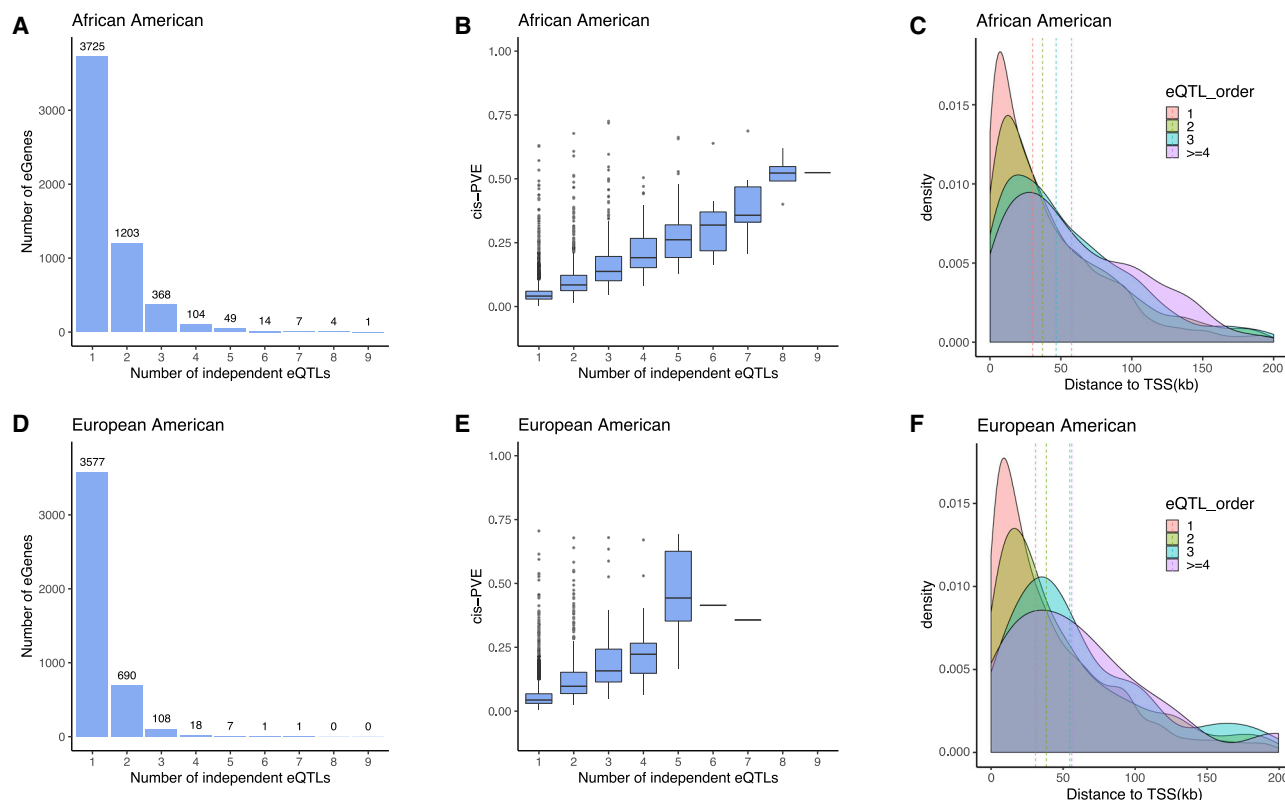 A
African American
3725
1203
368
104
49
14
7
4
1
3000
2000
1000
0
Number of eGenes
1 2 3 4 5 6 7 8 9
Number of independent eQTLs
B
African American
1.00
0.75
0.50
0.25
0.00
cis−PVE
1 2 3 4 5 6 7 8 9
Number of independent eQTLs
C
African American
0.015
0.010
0.005
0.000
density
eQTL_order
1
2
3
>=4
0 50 100 150 200
Distance to TSS(kb)
D
European American
3577
690
108
18
7
1
1
0
0
3000
2000
1000
0
Number of eGenes
1 2 3 4 5 6 7 8 9
Number of independent eQTLs
E
European American
1.00
0.75
0.50
0.25
0.00
cis−PVE
1 2 3 4 5 6 7 8 9
Number of independent eQTLs
F
European American
0.015
0.010
0.005
0.000
density
eQTL_order
1
2
3
>=4
0 50 100 150 200
Distance to TSS(kb)